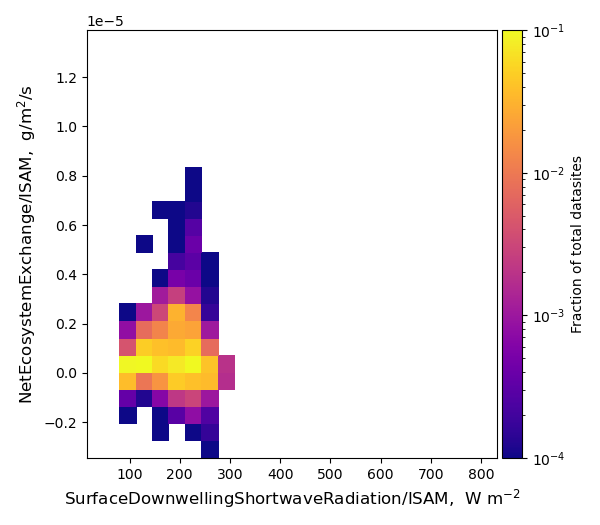 1e−5
1.2
1.0
0.8
0.6
0.4
0.2
0.0
−0.2
NetEcosystemExchange/ISAM, g/m²/s
100 200 300 400 500 600 700 800
SurfaceDownwellingShortwaveRadiation/ISAM, W m⁻²
10⁻¹
10⁻²
10⁻³
10⁻⁴
Fraction of total datasites